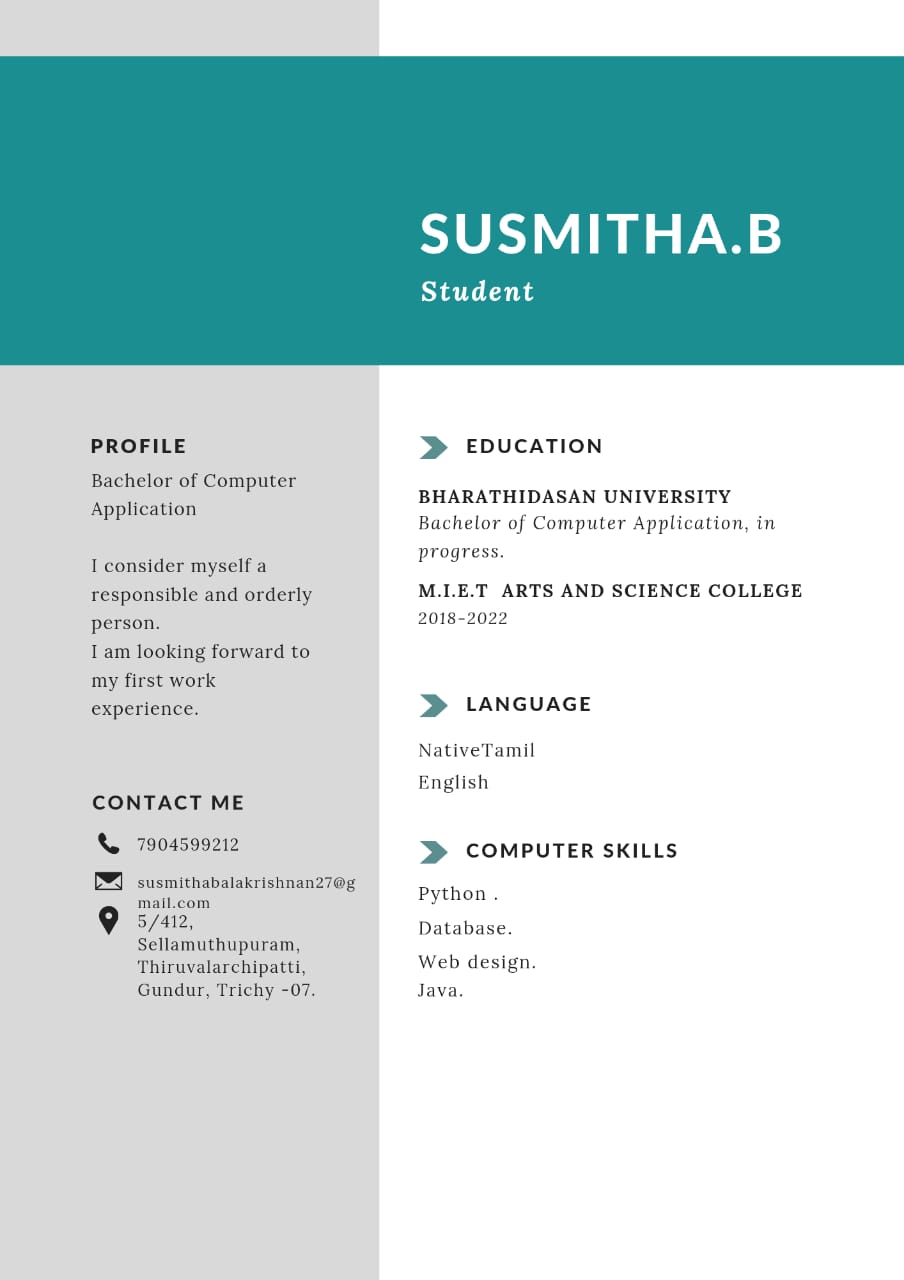 SUSMITHA.B
Student
PROFILE
Bachelor of Computer
Application
I consider myself a
responsible and orderly
person.
I am looking forward to
my first work
experience.
CONTACT ME
7904599212
susmithabalakrishnan27@g
mail.com
5/412,
Sellamuthupuram,
Thiruvalarchipatti,
Gundur, Trichy -07.
EDUCATION
BHARATHIDASAN UNIVERSITY
Bachelor of Computer Application, in
progress.
M.I.E.T  ARTS AND SCIENCE COLLEGE
2018-2022
LANGUAGE
NativeTamil
English
COMPUTER SKILLS
Python .
Database.
Web design.
Java.